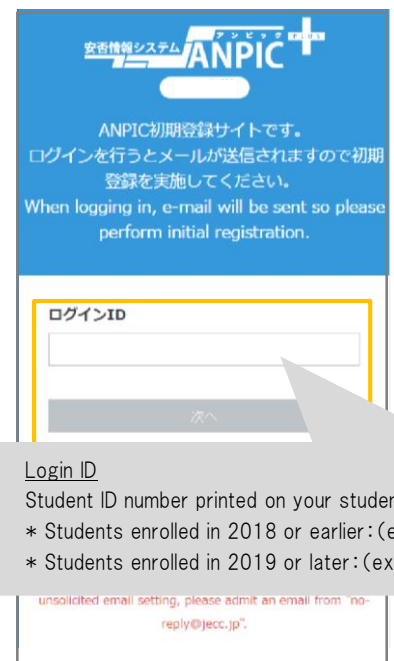 アンピック PLUS
安否情報システム ANPIC
ANPIC初期登録サイトです。
ログインを行うとメールが送信されますので初期
登録を実施してください。
When logging in, e-mail will be sent so please
perform initial registration.
ログインID
次へ
Login ID
Student ID number printed on your studen
* Students enrolled in 2018 or earlier:(e
* Students enrolled in 2019 or later:(ex
unsolicited email setting, please admit an email from "no-
reply@jecc.jp".